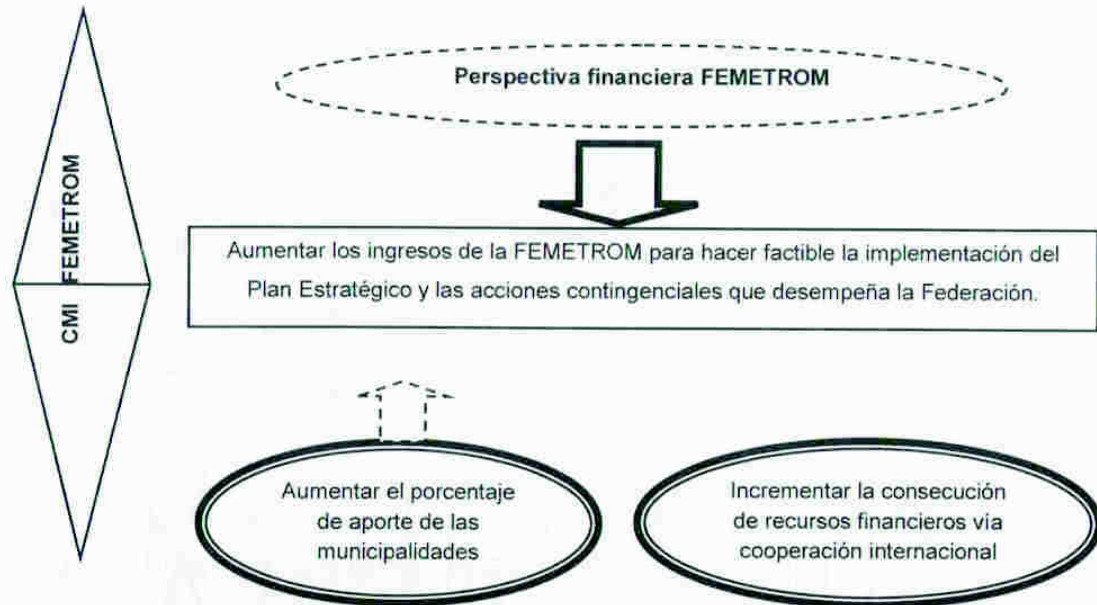 CMI FEMETROM
Perspectiva financiera FEMETROM
Aumentar los ingresos de la FEMETROM para hacer factible la implementación del
Plan Estratégico y las acciones contingenciales que desempeña la Federación.
Aumentar el porcentaje
de aporte de las
municipalidades
Incrementar la consecución
de recursos financieros vía
cooperación internacional